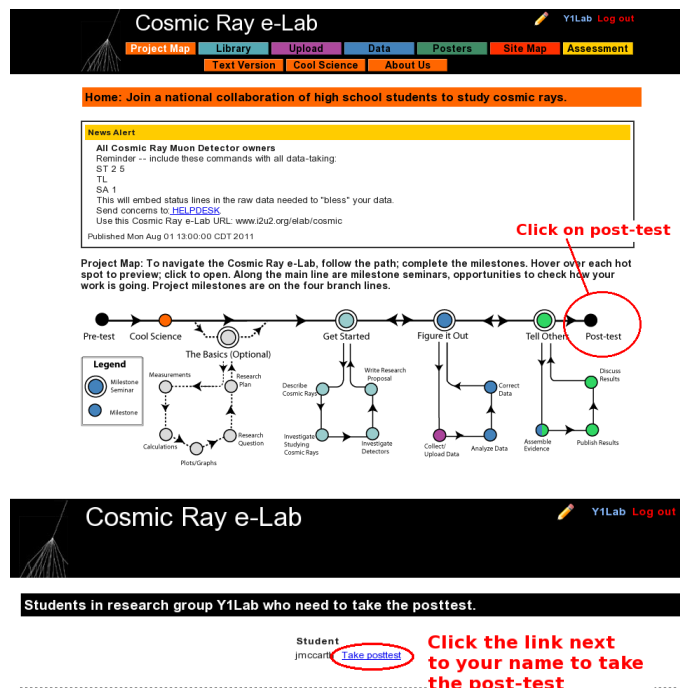 Cosmic Ray e-Lab
Y1Lab Log out
Project Map Library Upload Data Posters Site Map Assessment
Text Version Cool Science About Us
Home: Join a national collaboration of high school students to study cosmic rays.
News Alert
All Cosmic Ray Muon Detector owners
Reminder -- include these commands with all data-taking:
ST 2 5
TL
SA 1
This will embed status lines in the raw data needed to "bless" your data.
Send concerns to: HELPDESK.
Use this Cosmic Ray e-Lab URL: www.i2u2.org/elab/cosmic
Published Mon Aug 01 13:00:00 CDT 2011
Click on post-test
Project Map: To navigate the Cosmic Ray e-Lab, follow the path; complete the milestones. Hover over each hot
spot to preview; click to open. Along the main line are milestone seminars, opportunities to check how your
work is going. Project milestones are on the four branch lines.
Pre-test
Cool Science
The Basics (Optional)
Get Started
Figure it Out
Tell Others
Post-test
Legend
Milestone
Seminar
Milestone
Measurements
Research
Plan
Calculations
Plots/Graphs
Research
Question
Describe
Cosmic Rays
Write Research
Proposal
Investigate
Studying
Cosmic Rays
Investigate
Detectors
Correct
Data
Collect/
Upload Data
Analyze Data
Discuss
Results
Assemble
Evidence
Publish Results
Cosmic Ray e-Lab
Y1Lab Log out
Students in research group Y1Lab who need to take the posttest.
Student
Take posttest
Click the link next
to your name to take
the post-test